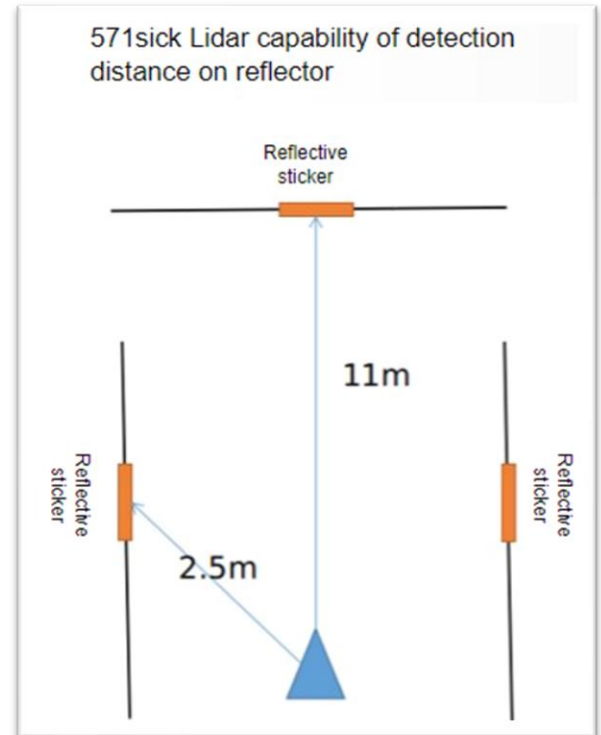 571sick Lidar capability of detection
distance on reflector
Reflective
sticker
11m
Reflective
sticker
Reflective
sticker
2.5m